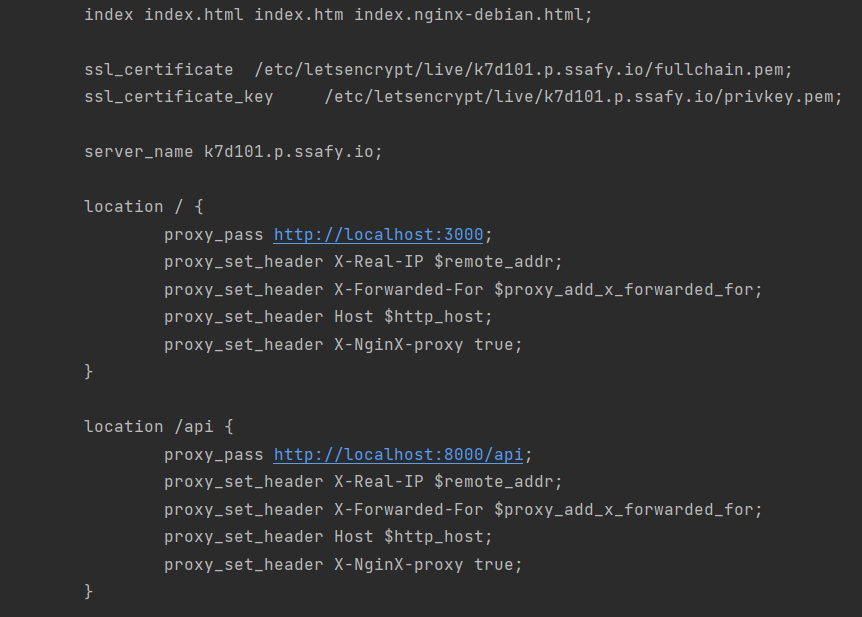 index index.html index.htm index.nginx-debian.html;
ssl_certificate  /etc/letsencrypt/live/k7d101.p.ssafy.io/fullchain.pem;
ssl_certificate_key     /etc/letsencrypt/live/k7d101.p.ssafy.io/privkey.pem;
server_name k7d101.p.ssafy.io;
location / {
        proxy_pass http://localhost:3000;
        proxy_set_header X-Real-IP $remote_addr;
        proxy_set_header X-Forwarded-For $proxy_add_x_forwarded_for;
        proxy_set_header Host $http_host;
        proxy_set_header X-NginX-proxy true;
}
location /api {
        proxy_pass http://localhost:8000/api;
        proxy_set_header X-Real-IP $remote_addr;
        proxy_set_header X-Forwarded-For $proxy_add_x_forwarded_for;
        proxy_set_header Host $http_host;
        proxy_set_header X-NginX-proxy true;
}